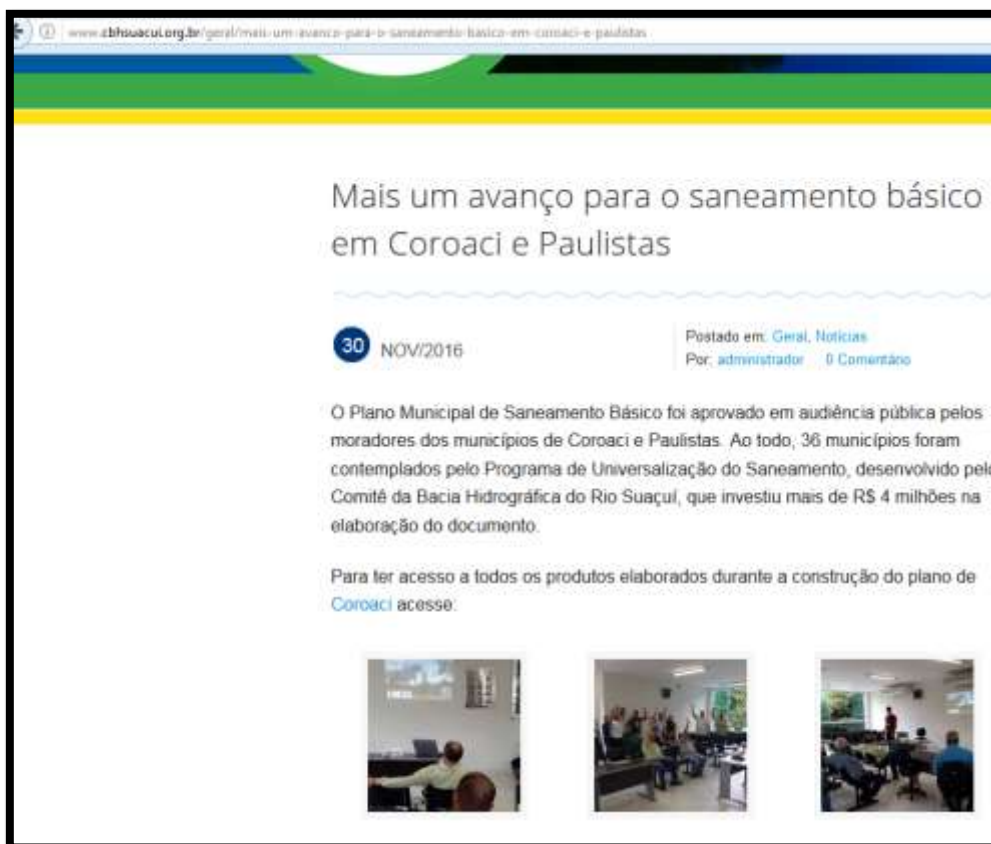 www.cbhsuacui.org.br/geral/mais-um-avanco-para-o-saneamento-basico-em-coroaci-e-paulistas
Mais um avanço para o saneamento básico
em Coroaci e Paulistas
30 NOV/2016
Postado em: Geral, Notícias
Por: administrador 0 Comentário
O Plano Municipal de Saneamento Básico foi aprovado em audiência pública pelos
moradores dos municípios de Coroaci e Paulistas. Ao todo, 36 municípios foram
contemplados pelo Programa de Universalização do Saneamento, desenvolvido pel
Comitê da Bacia Hidrográfica do Rio Suaçuí, que investiu mais de R$ 4 milhões na
elaboração do documento.
Para ter acesso a todos os produtos elaborados durante a construção do plano de
Coroaci acesse: